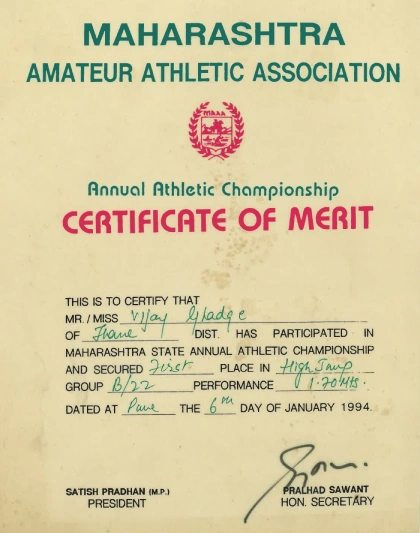 MAHARASHTRA
AMATEUR ATHLETIC ASSOCIATION
MAAA
Annual Athletic Championship
CERTIFICATE OF MERIT
THIS IS TO CERTIFY THAT
MR. / MISS Vijay Ghadge
OF Thane DIST. HAS PARTICIPATED IN
MAHARASHTRA STATE ANNUAL ATHLETIC CHAMPIONSHIP
AND SECURED First PLACE IN High Jump
GROUP B/22 PERFORMANCE 1.70 Mts.
DATED AT Pune THE 6th DAY OF JANUARY 1994.
SATISH PRADHAN (M.P.)
PRESIDENT
PRALHAD SAWANT
HON. SECRETARY